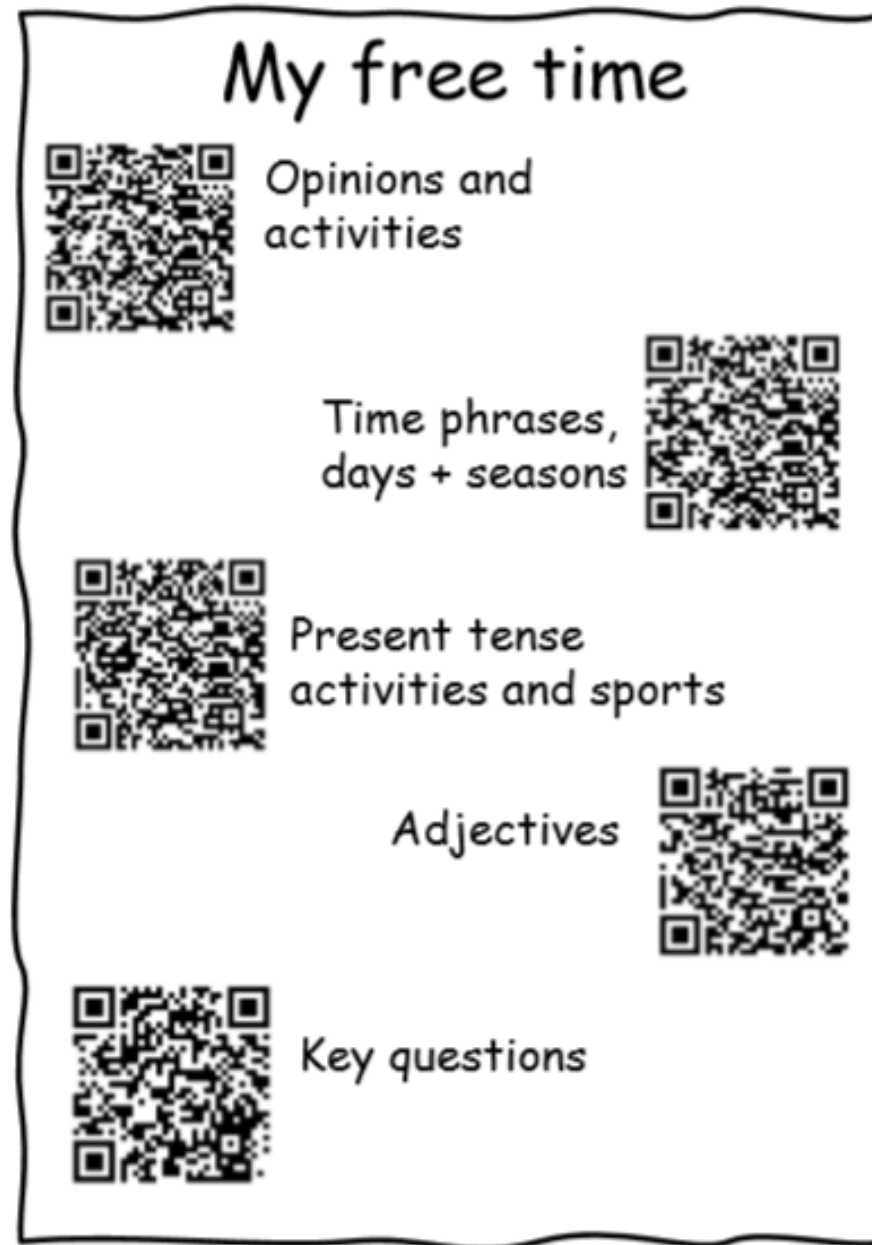 My free time
Opinions and
activities
Time phrases,
days + seasons
Present tense
activities and sports
Adjectives
Key questions